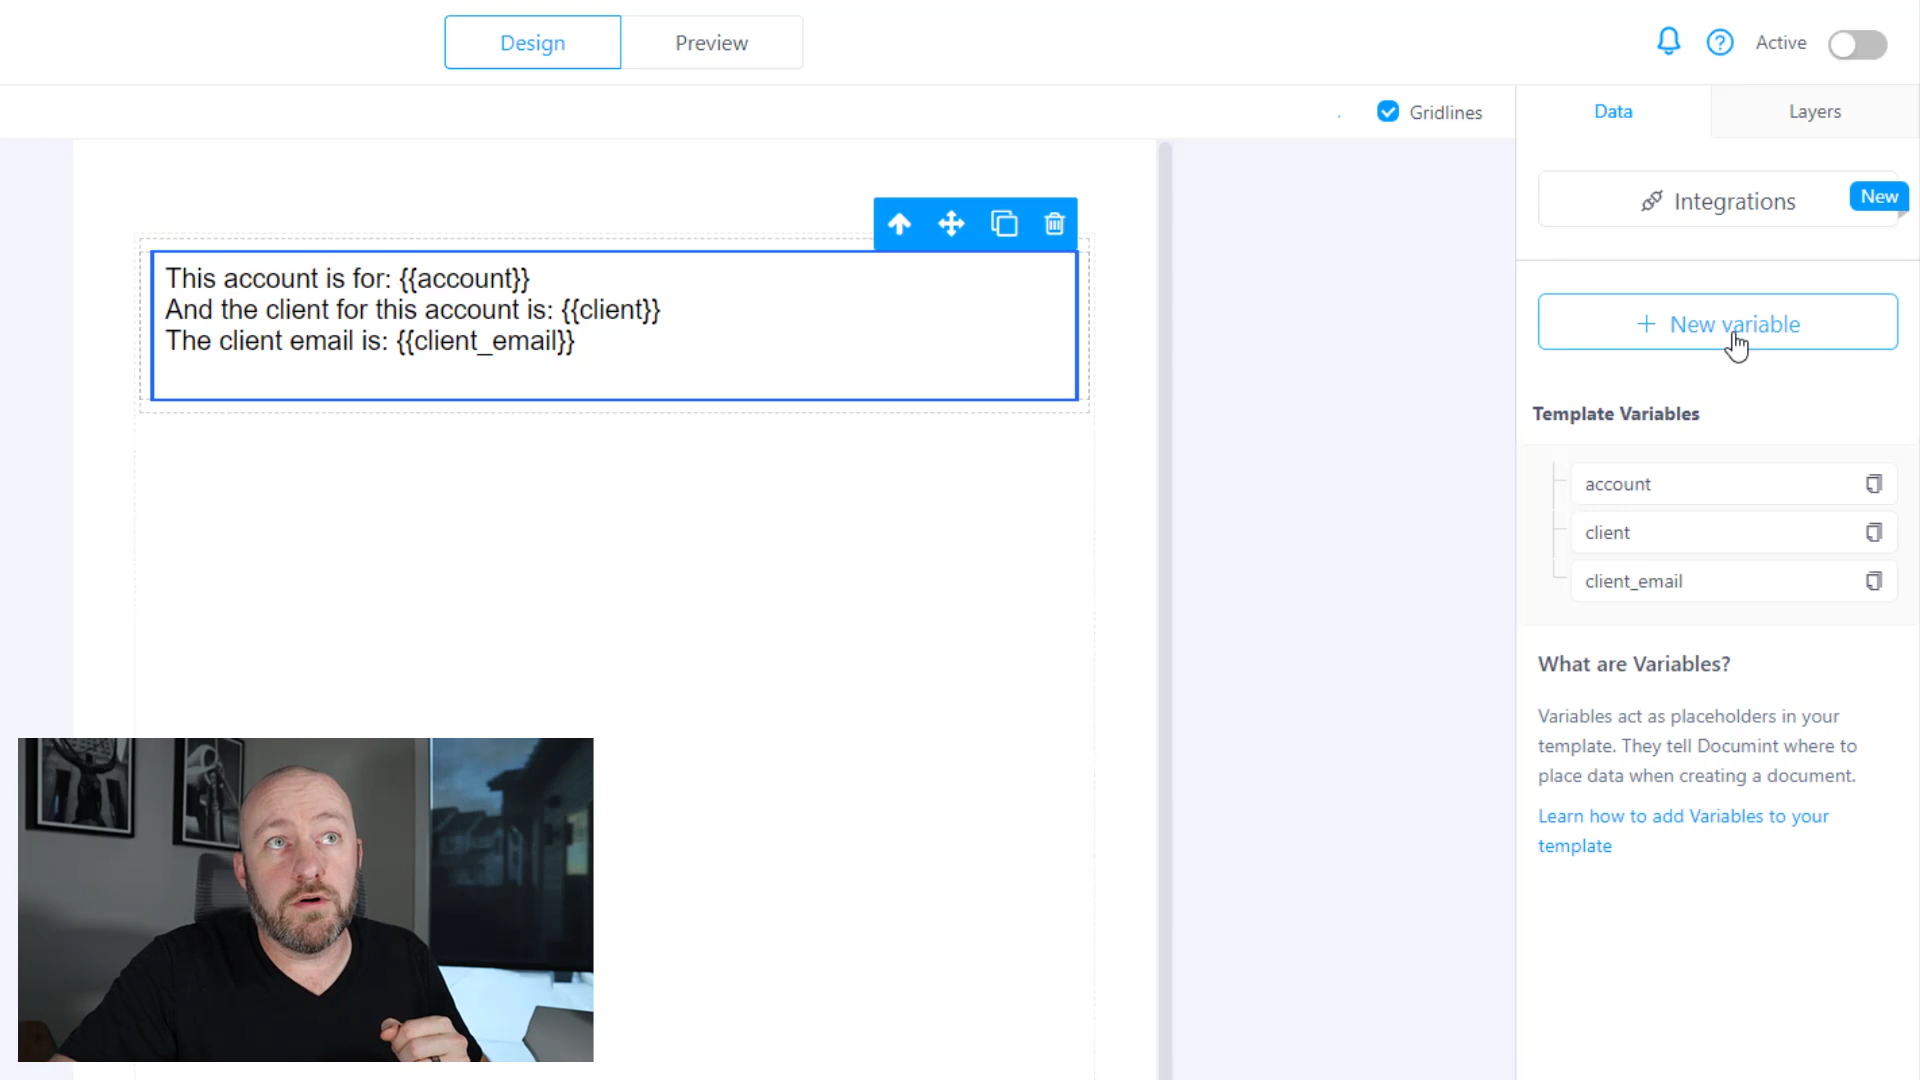 Design
Preview
Active
Gridlines
Data
Layers
Integrations
New
This account is for: {{account}}
And the client for this account is: {{client}}
The client email is: {{client_email}}
+ New variable
Template Variables
account
client
client_email
What are Variables?
Variables act as placeholders in your
template. They tell Documint where to
place data when creating a document.
Learn how to add Variables to your
template